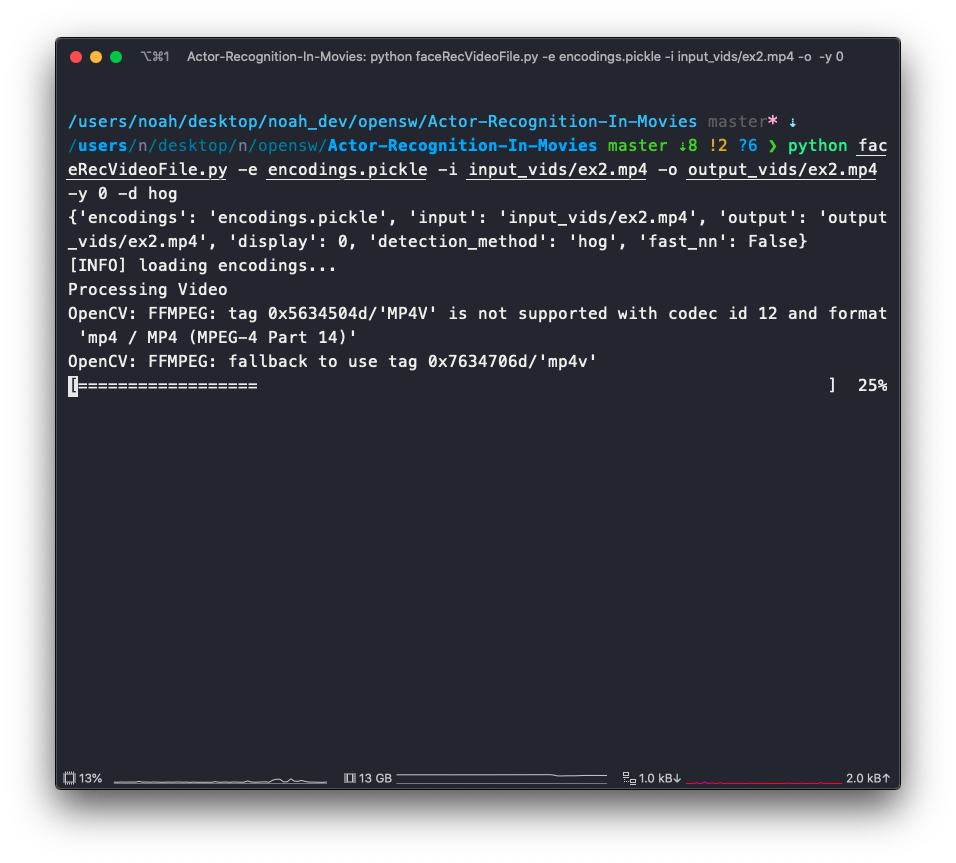 ⌥⌘1 Actor-Recognition-In-Movies: python faceRecVideoFile.py -e encodings.pickle -i input_vids/ex2.mp4 -o -y 0
/users/noah/desktop/noah_dev/opensw/Actor-Recognition-In-Movies master* ⇣
/users/n/desktop/n/opensw/Actor-Recognition-In-Movies master ⇣8 !2 ?6 ❯ python fac
eRecVideoFile.py -e encodings.pickle -i input_vids/ex2.mp4 -o output_vids/ex2.mp4
-y 0 -d hog
{'encodings': 'encodings.pickle', 'input': 'input_vids/ex2.mp4', 'output': 'output
_vids/ex2.mp4', 'display': 0, 'detection_method': 'hog', 'fast_nn': False}
[INFO] loading encodings...
Processing Video
OpenCV: FFMPEG: tag 0x5634504d/'MP4V' is not supported with codec id 12 and format
'mp4 / MP4 (MPEG-4 Part 14)'
OpenCV: FFMPEG: fallback to use tag 0x7634706d/'mp4v'
[================== ] 25%
13% 13 GB 1.0 kB↓ 2.0 kB↑